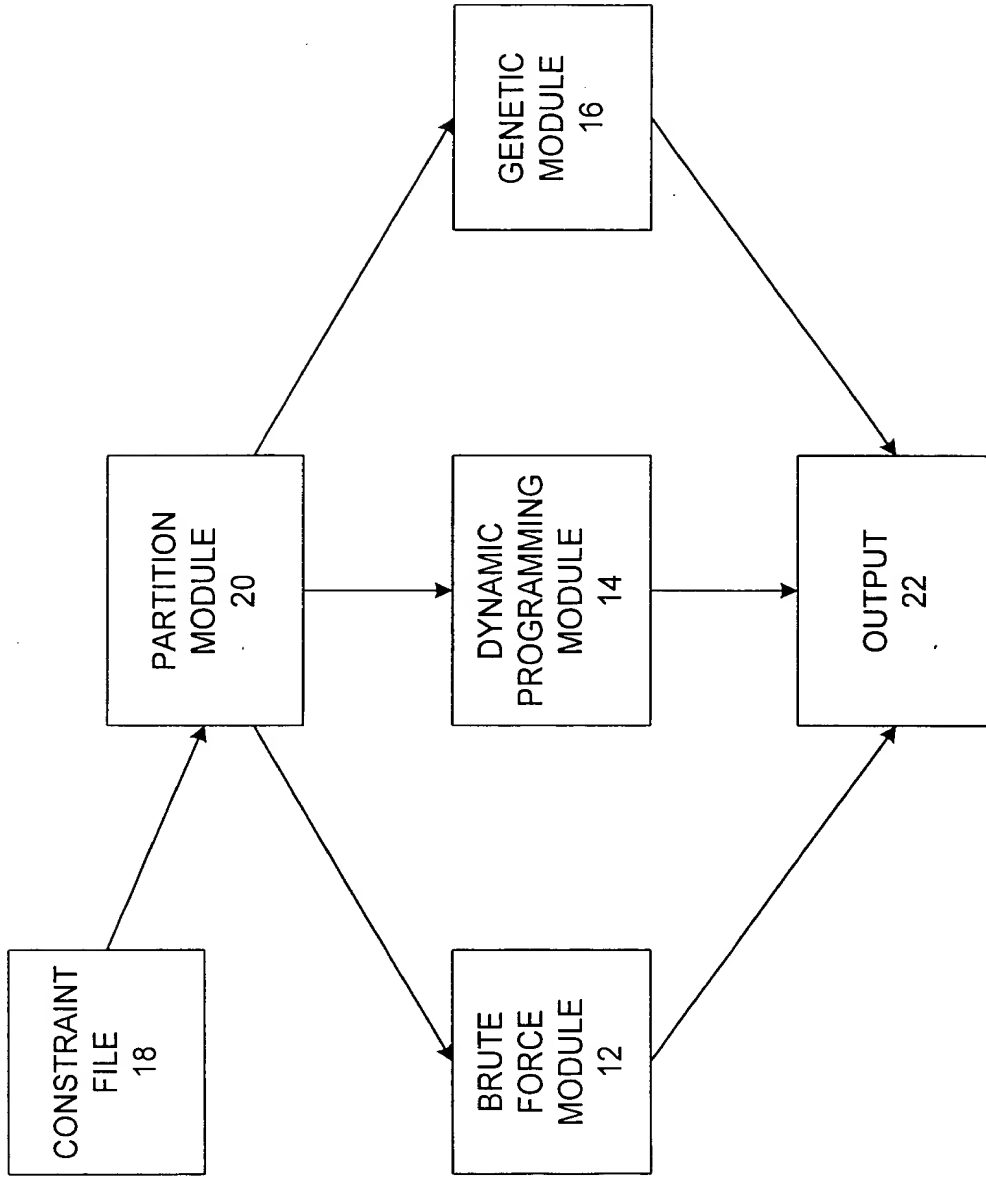 CONSTRAINT
FILE
18
PARTITION
MODULE
20
BRUTE
FORCE
MODULE
12
DYNAMIC
PROGRAMMING
MODULE
14
GENETIC
MODULE
16
OUTPUT
22